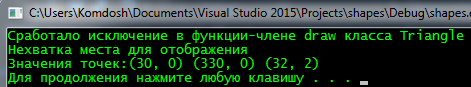 C:\Users\Komdosh\Documents\Visual Studio 2015\Projects\shapes\Debug\shapes.
Сработало исключение в функции-члене draw класса Triangle
Нехватка места для отображения
Значения точек:(30, 0) (330, 0) (32, 2)
Для продолжения нажмите любую клавишу . . .